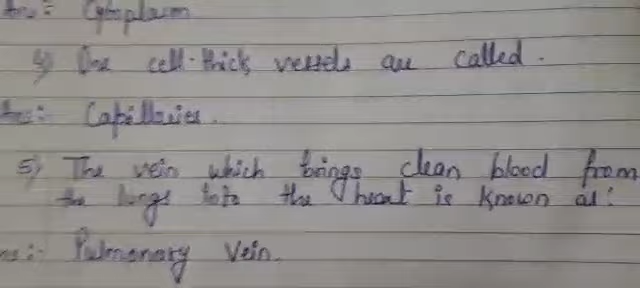 Ans:- Cytoplasm
4) One cell-thick vessels are called.
Ans:- Capillaries.
5) The vein which brings clean blood from
the lungs into the heart is known as:
Ans:- Pulmonary vein.